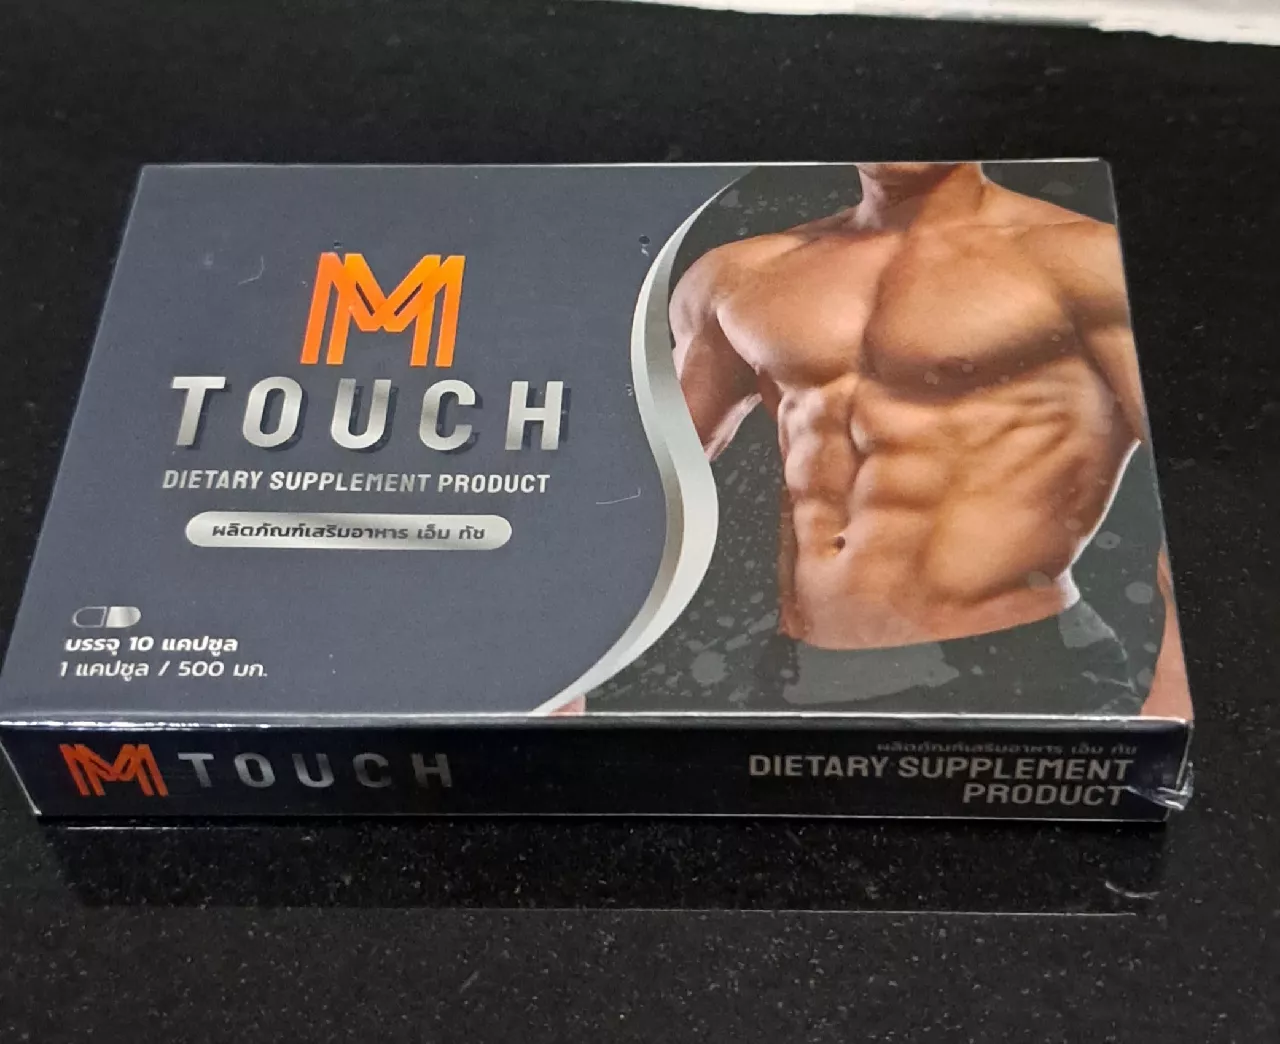 M
TOUCH
DIETARY SUPPLEMENT PRODUCT
ผลิตภัณฑ์เสริมอาหาร เอ็ม ทัช
บรรจุ 10 แคปซูล
1 แคปซูล / 500 มก.
M TOUCH
ผลิตภัณฑ์เสริมอาหาร เอ็ม ทัช
DIETARY SUPPLEMENT
PRODUCT